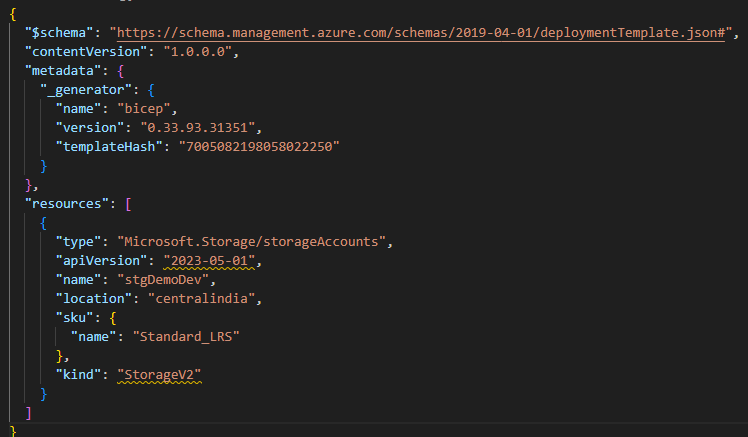 {
  "$schema": "https://schema.management.azure.com/schemas/2019-04-01/deploymentTemplate.json#",
  "contentVersion": "1.0.0.0",
  "metadata": {
    "_generator": {
      "name": "bicep",
      "version": "0.33.93.31351",
      "templateHash": "7005082198058022250"
    }
  },
  "resources": [
    {
      "type": "Microsoft.Storage/storageAccounts",
      "apiVersion": "2023-05-01",
      "name": "stgDemoDev",
      "location": "centralindia",
      "sku": {
        "name": "Standard_LRS"
      },
      "kind": "StorageV2"
    }
  ]
}